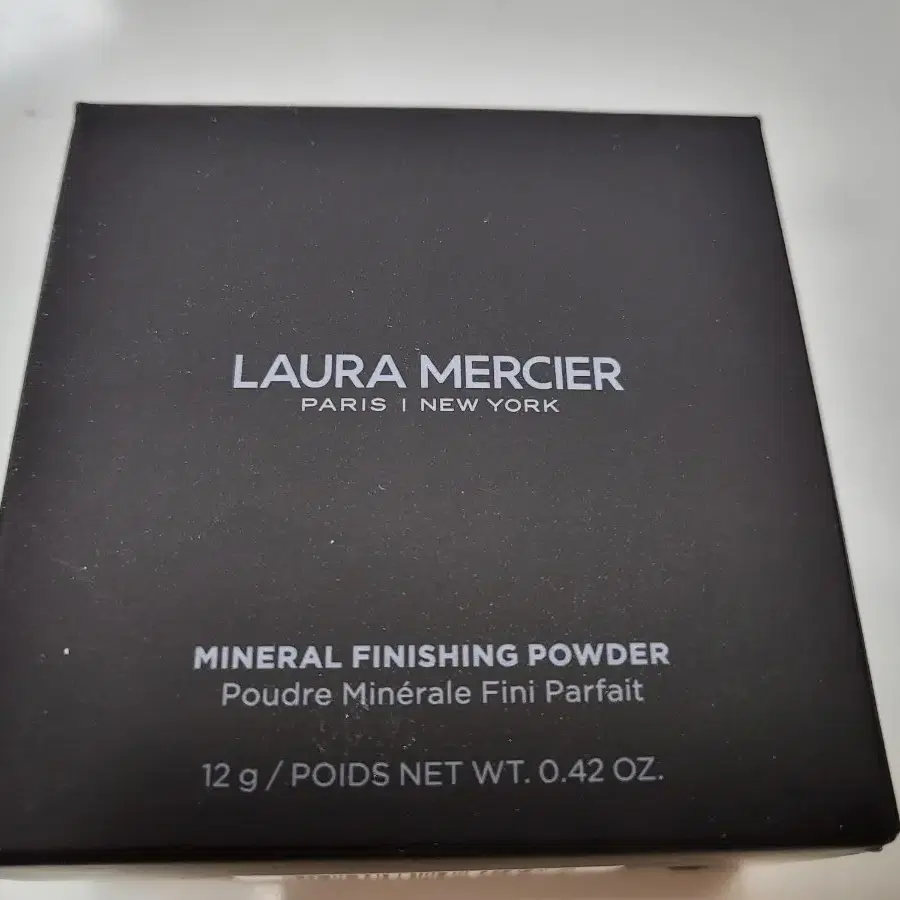 LAURA MERCIER
PARIS | NEW YORK
MINERAL FINISHING POWDER
Poudre Minérale Fini Parfait
12 g / POIDS NET WT. 0.42 OZ.